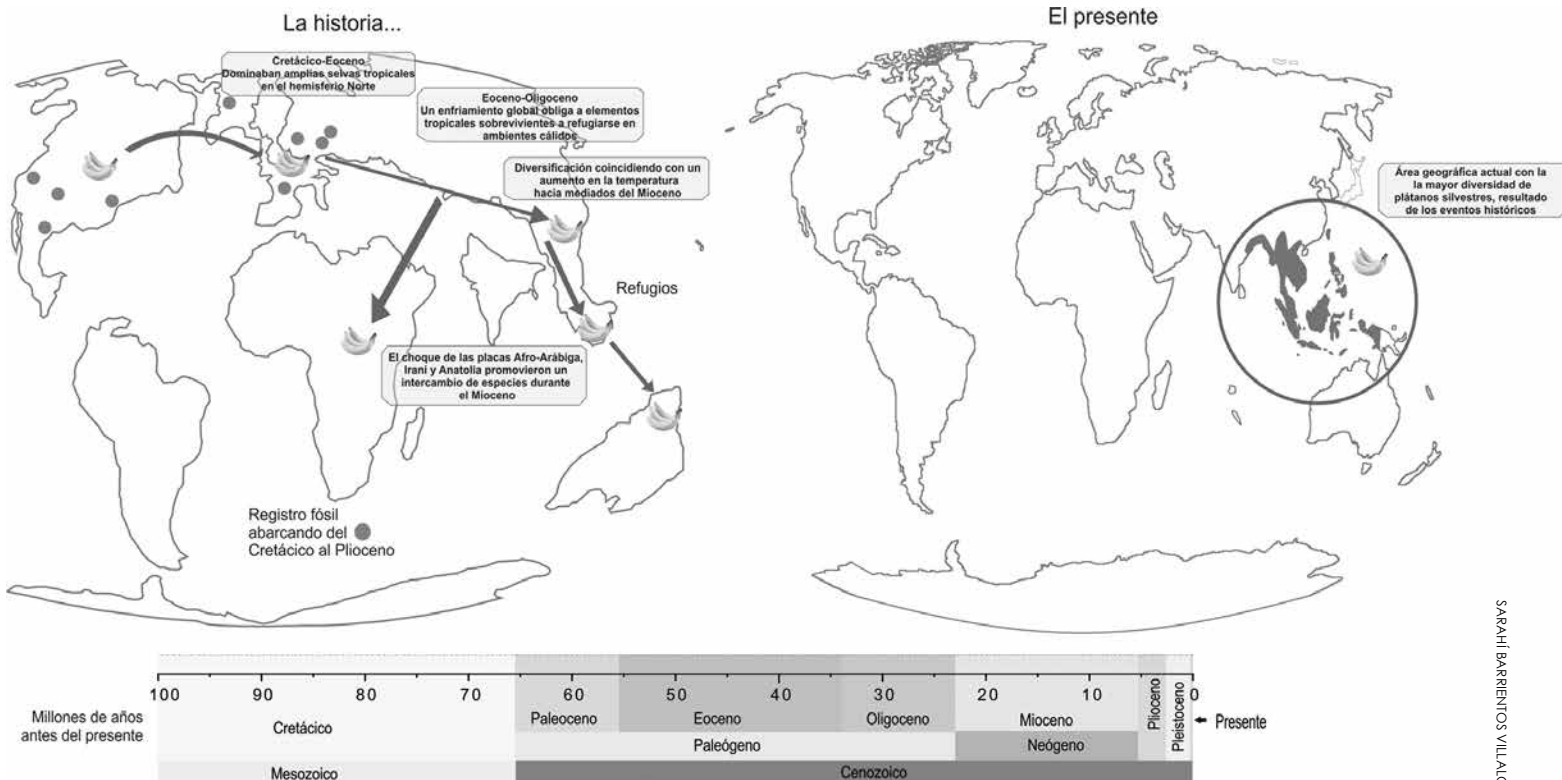 La historia...
El presente
Cretácico-Eoceno
Dominaban amplias selvas tropicales
en el hemisferio Norte
Eoceno-Oligoceno
Un enfriamiento global obliga a elementos
tropicales sobrevivientes a refugiarse en
ambientes cálidos
Diversificación coincidiendo con un
aumento en la temperatura
hacia mediados del Mioceno
Refugios
El choque de las placas Afro-Arábiga,
Irani y Anatolia promovieron un
intercambio de especies durante
el Mioceno
Registro fósil
abarcando del
Cretácico al Plioceno
Área geográfica actual con la
la mayor diversidad de
plátanos silvestres, resultado
de los eventos históricos
100 90 80 70 60 50 40 30 20 10 0
Millones de años
antes del presente
Cretácico Paleoceno Eoceno Oligoceno Mioceno Plioceno Pleistoceno
Presente
Paleógeno Neógeno
Mesozoico Cenozoico
SARAHÍ BARRIENTOS